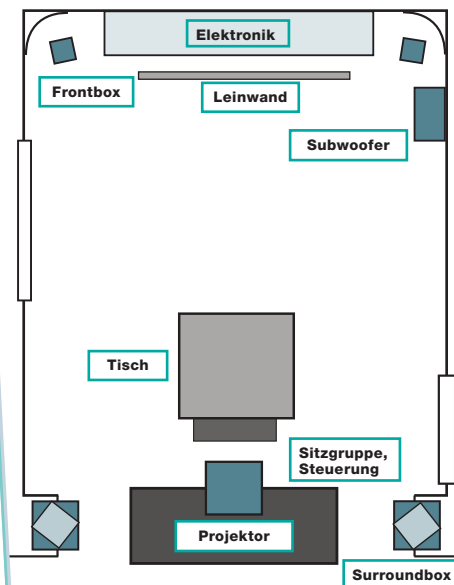 Elektronik
Frontbox
Leinwand
Subwoofer
Tisch
Sitzgruppe,
Steuerung
Projektor
Surroundbox